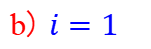 b) i = 1